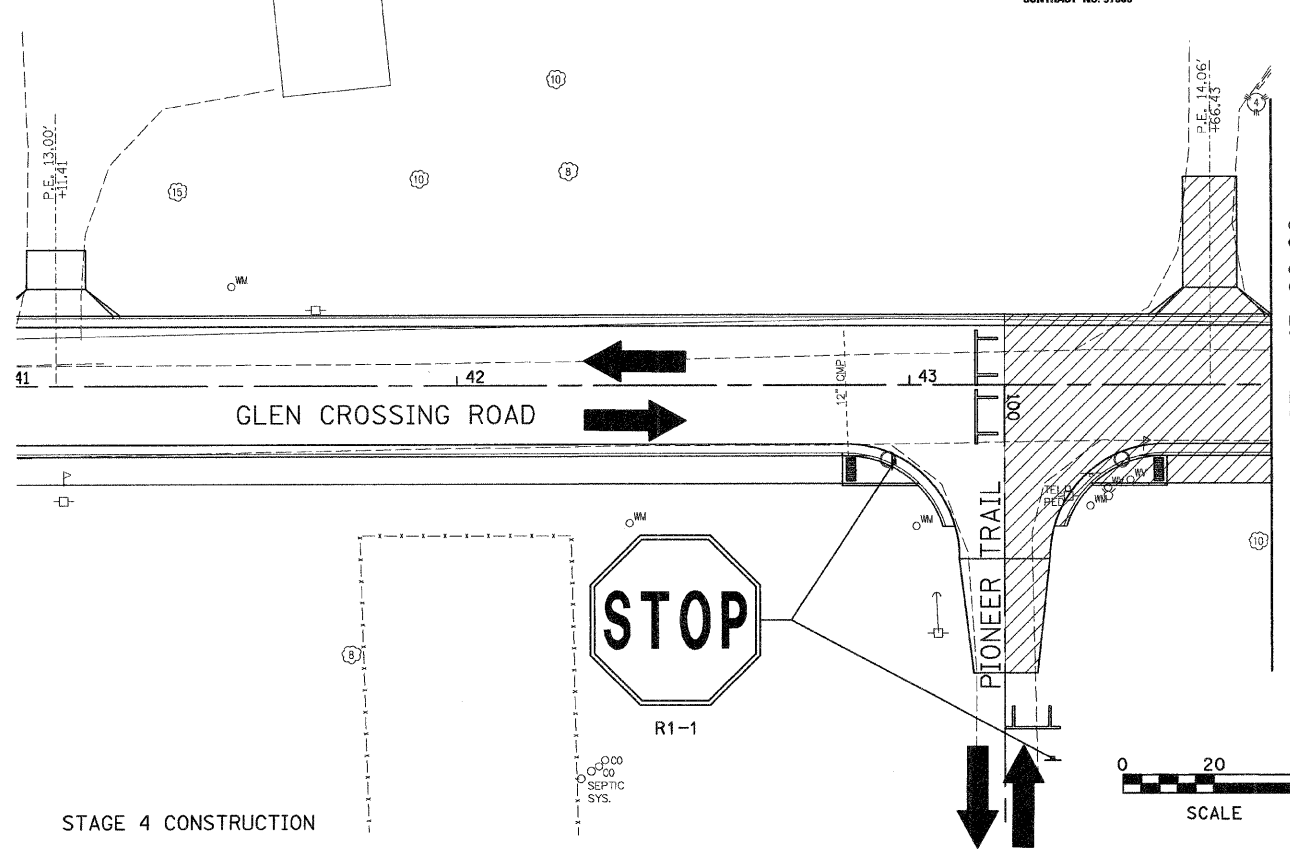 10
P.E. 13.00'
+11.41
P.E. 14.06'
+66.43
4
15
10
8
WM
41
42
43
12" CMP
100
GLEN CROSSING ROAD
PIONEER TRAIL
TELE
PED
WM
WV
WM
WM
WM
10
STOP
R1-1
8
CO
CO
SEPTIC
SYS.
0 20
SCALE
STAGE 4 CONSTRUCTION